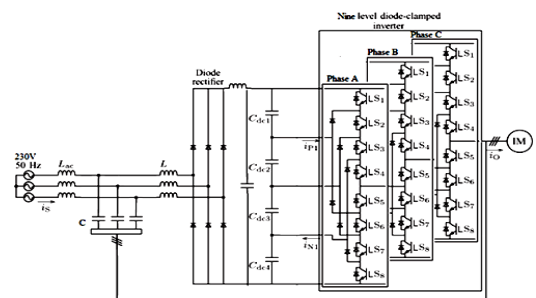 Nine level diode-clamped
inverter
Phase C
Phase B
Phase A
Diode
rectifier
230V
50 Hz
Lac
L
iS
C
Cdc1
Cdc2
Cdc3
Cdc4
iP1
iN1
LS1
LS2
LS3
LS4
LS5
LS6
LS7
LS8
LS1
LS2
LS3
LS4
LS5
LS6
LS7
LS8
LS1
LS2
LS3
LS4
LS5
LS6
LS7
LS8
iO
IM